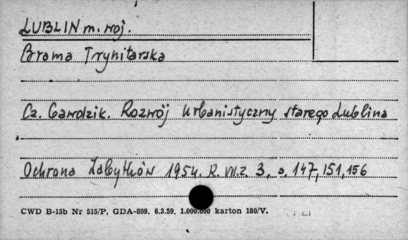 LUBLIN m. woj.
Brama Trynitarska
Cz. Gawdzik. Rozwój urbanistyczny starego Lublina
Ochrona Zabytków 1954. R. VII. z. 3, s. 147, 151, 156
CWD B-15b Nr 515/P. GDA-809. 6.3.59. 1.000.000 karton 180/V.